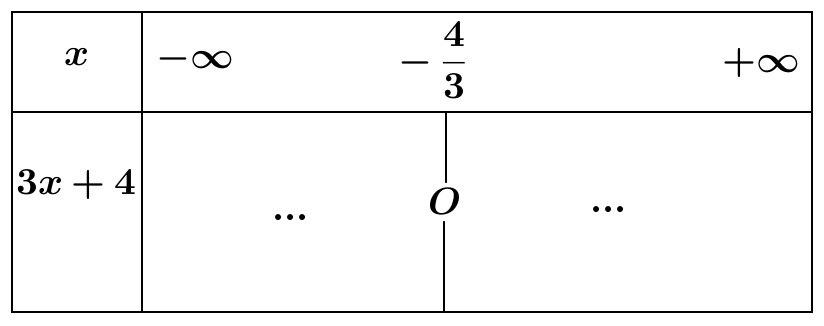 x −∞ −4/3 +∞
3x + 4 ... O ...